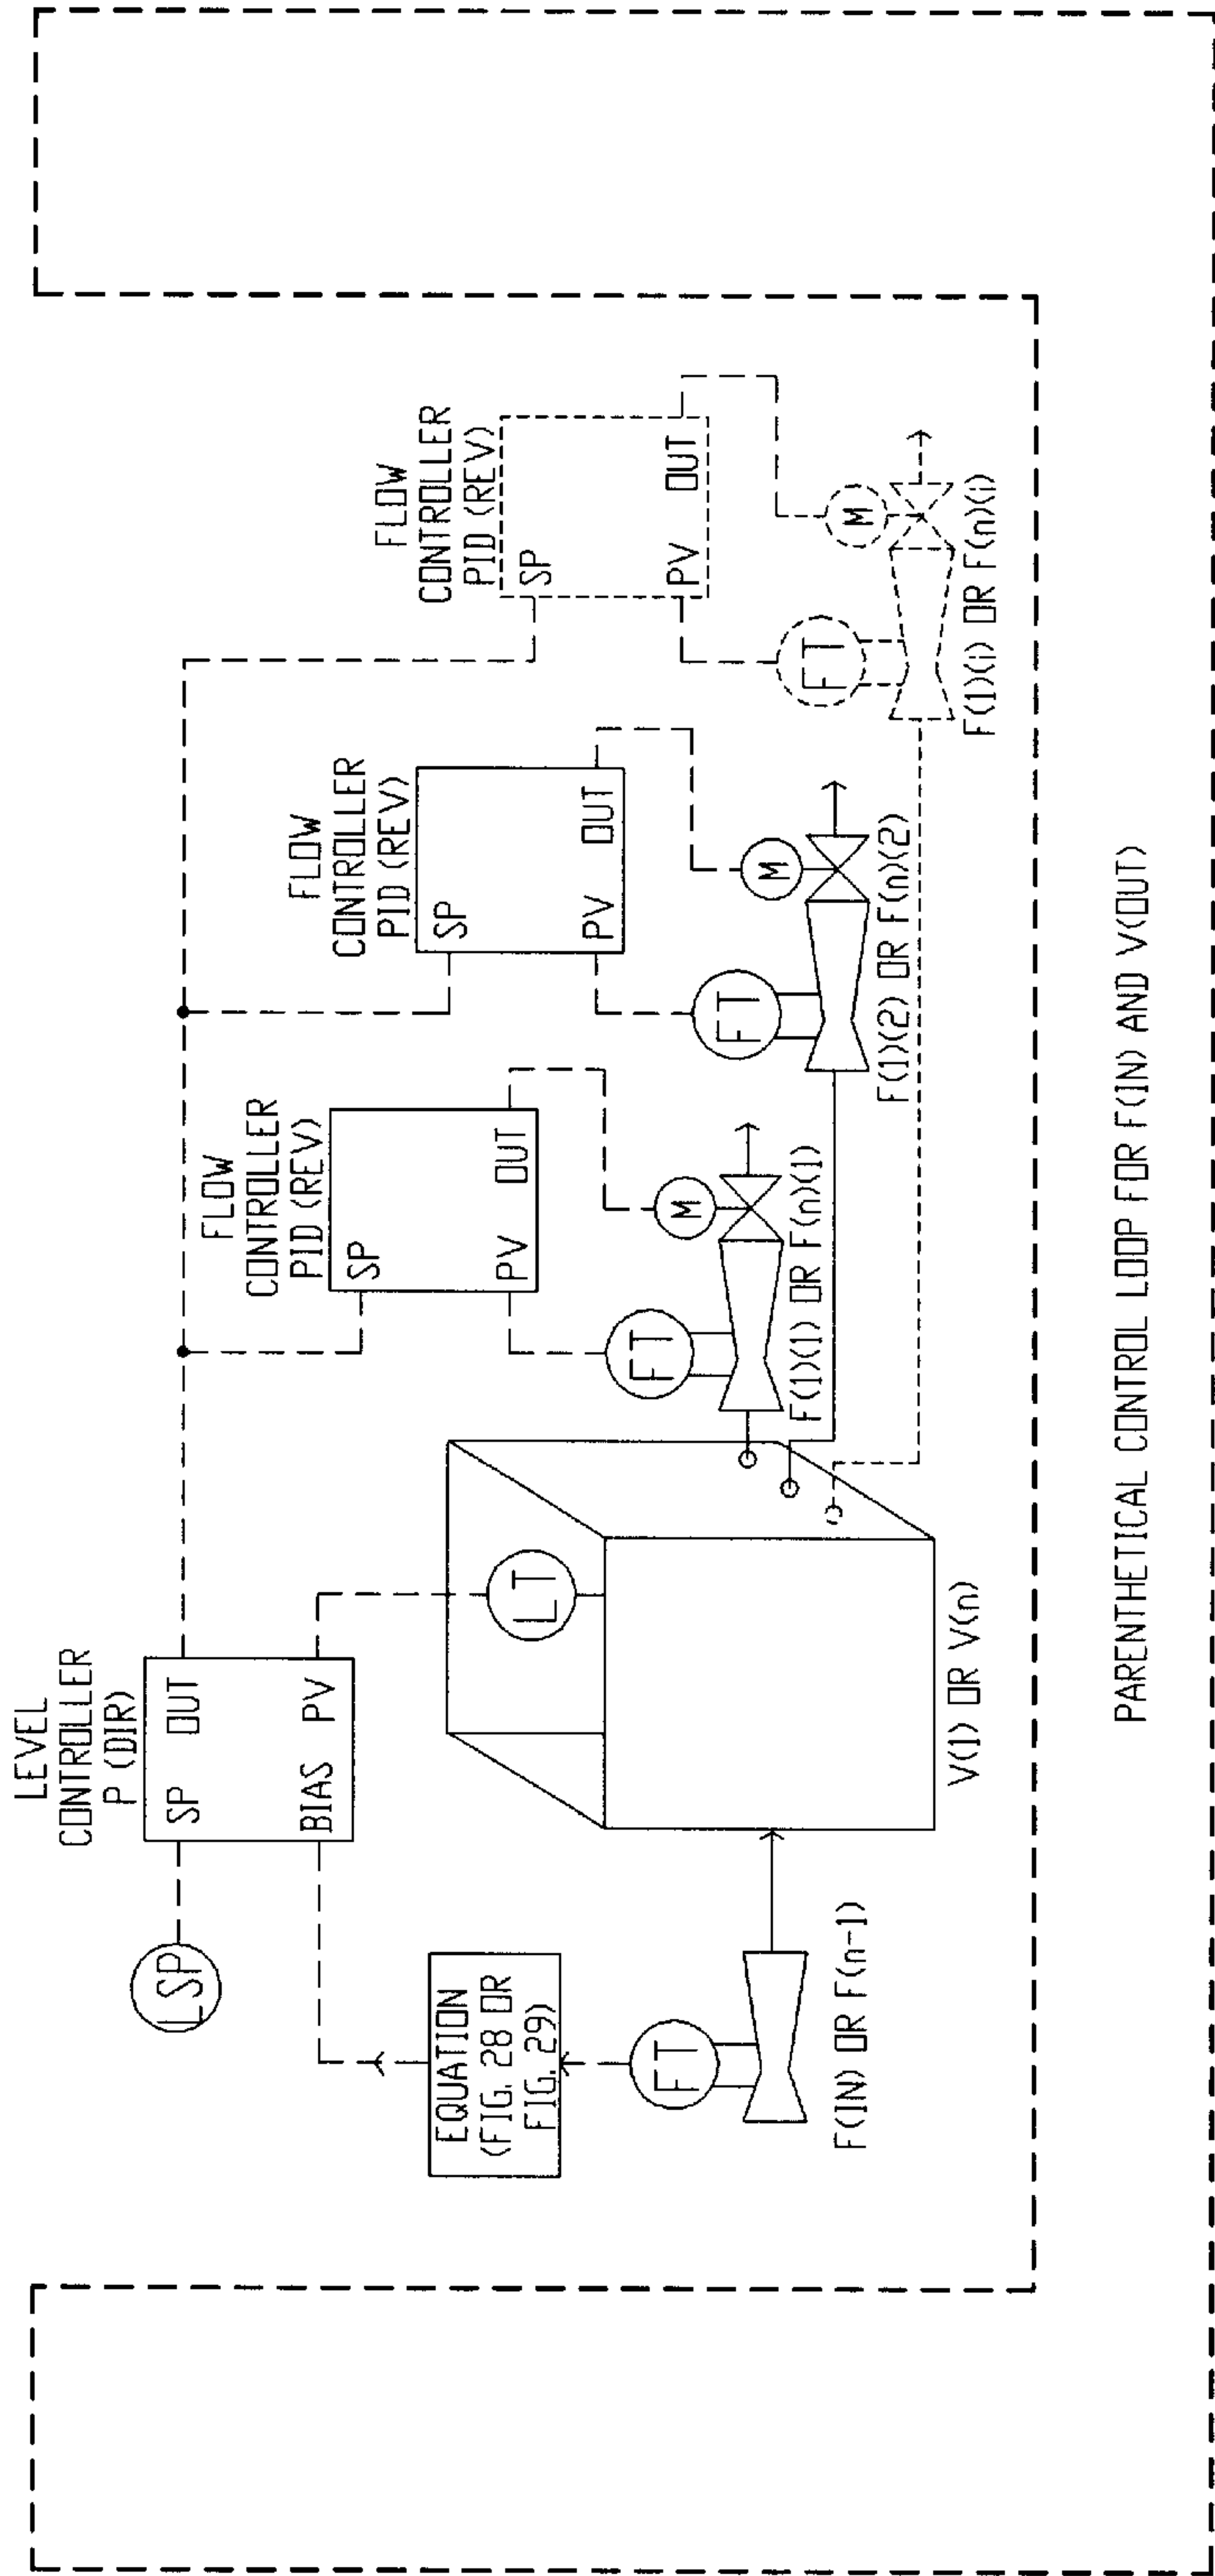 LEVEL
CONTROLLER
P (DIR)
LSP
SP OUT
BIAS PV
EQUATION
(FIG. 28 OR
FIG. 29)
FT
F(IN) OR F(n-1)
LT
V(1) OR V(n)
FLOW
CONTROLLER
PID (REV)
SP
PV OUT
FT
M
F(1)(1) OR F(n)(1)
FLOW
CONTROLLER
PID (REV)
SP
PV OUT
FT
M
F(1)(2) OR F(n)(2)
FLOW
CONTROLLER
PID (REV)
SP
PV OUT
FT
M
F(1)(i) OR F(n)(i)
PARENTHETICAL CONTROL LOOP FOR F(IN) AND V(OUT)